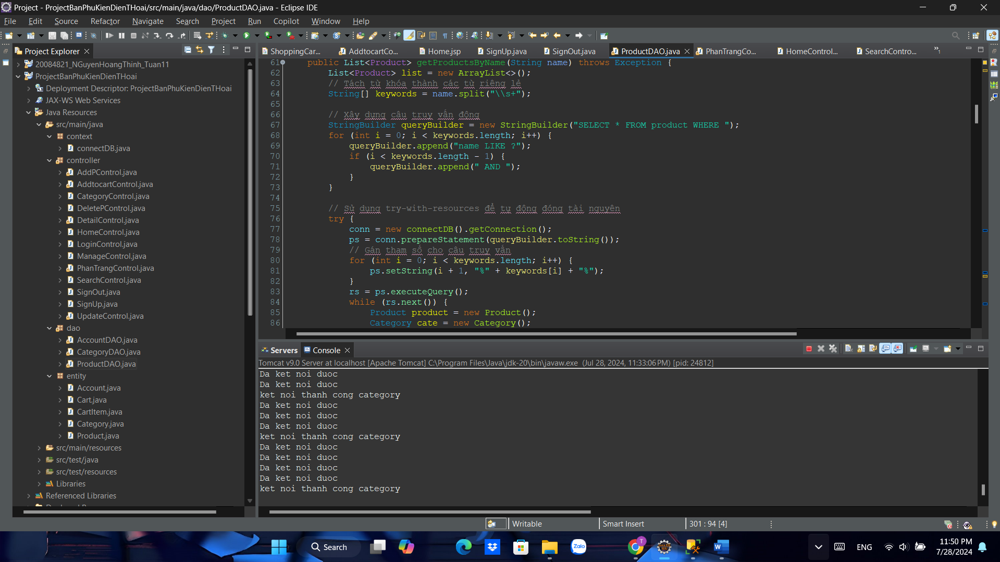 Project - ProjectBanPhuKienDienTHoai/src/main/java/dao/ProductDAO.java - Eclipse IDE
File Edit Source Refactor Navigate Search Project Run Copilot Window Help
Project Explorer
20084821_NGuyenHoangThinh_Tuan11
ProjectBanPhuKienDienTHoai
Deployment Descriptor: ProjectBanPhuKienDienTHoai
JAX-WS Web Services
Java Resources
src/main/java
context
connectDB.java
controller
AddPControl.java
AddtocartControl.java
CategoryControl.java
DeletePControl.java
DetailControl.java
HomeControl.java
LoginControl.java
ManageControl.java
PhanTrangControl.java
SearchControl.java
SignOut.java
SignUp.java
UpdateControl.java
dao
AccountDAO.java
CategoryDAO.java
ProductDAO.java
entity
Account.java
Cart.java
CartItem.java
Category.java
Product.java
src/main/resources
src/test/java
src/test/resources
Libraries
Referenced Libraries
ShoppingCar... AddtocartCo... Home.jsp SignUp.java SignOut.java ProductDAO.java PhanTrangCo... HomeControl... SearchContro... »1
61 public List<Product> getProductsByName(String name) throws Exception {
62 List<Product> list = new ArrayList<>();
63 // Tách từ khóa thành các từ riêng lẻ
64 String[] keywords = name.split("\\s+");
65
66 // Xây dựng câu truy vấn động
67 StringBuilder queryBuilder = new StringBuilder("SELECT * FROM product WHERE ");
68 for (int i = 0; i < keywords.length; i++) {
69 queryBuilder.append("name LIKE ?");
70 if (i < keywords.length - 1) {
71 queryBuilder.append(" AND ");
72 }
73 }
74
75 // Sử dụng try-with-resources để tự động đóng tài nguyên
76 try {
77 conn = new connectDB().getConnection();
78 ps = conn.prepareStatement(queryBuilder.toString());
79 // Gán tham số cho câu truy vấn
80 for (int i = 0; i < keywords.length; i++) {
81 ps.setString(i + 1, "%" + keywords[i] + "%");
82 }
83 rs = ps.executeQuery();
84 while (rs.next()) {
85 Product product = new Product();
86 Category cate = new Category();
Servers Console
Tomcat v9.0 Server at localhost [Apache Tomcat] C:\Program Files\Java\jdk-20\bin\javaw.exe (Jul 28, 2024, 11:33:06 PM) [pid: 24812]
Da ket noi duoc
Da ket noi duoc
ket noi thanh cong category
Da ket noi duoc
Da ket noi duoc
Da ket noi duoc
ket noi thanh cong category
Da ket noi duoc
Da ket noi duoc
Da ket noi duoc
Da ket noi duoc
ket noi thanh cong category
Writable Smart Insert 301 : 94 [4]
Search
Zalo
ENG
11:50 PM
7/28/2024